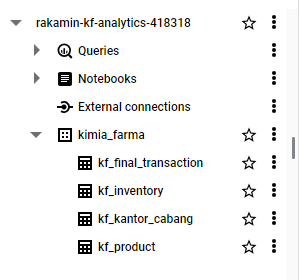 rakamin-kf-analytics-418318
Queries
Notebooks
External connections
kimia_farma
kf_final_transaction
kf_inventory
kf_kantor_cabang
kf_product